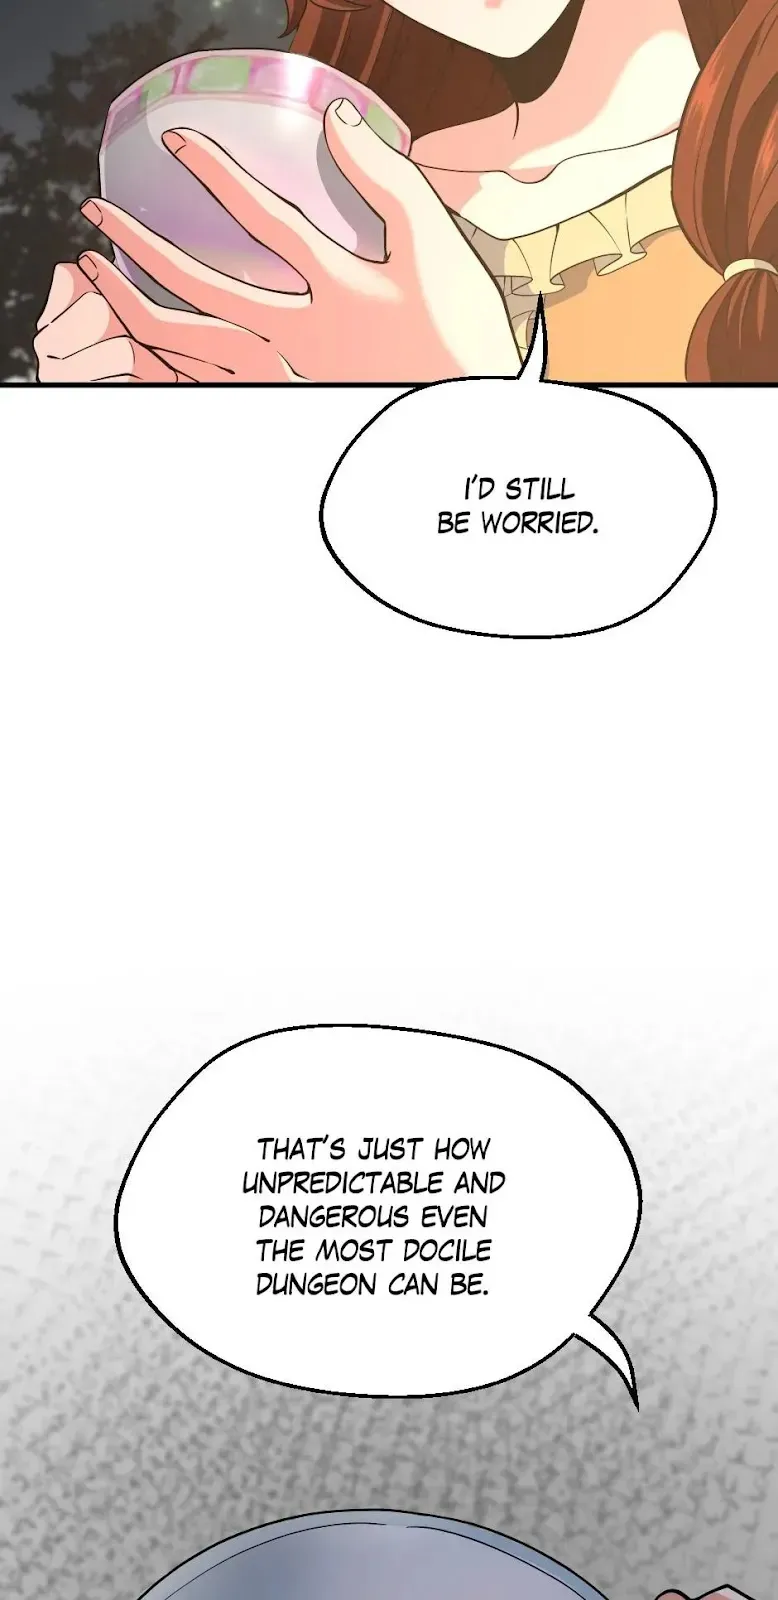 I'D STILL
BE WORRIED.
THAT'S JUST HOW
UNPREDICTABLE AND
DANGEROUS EVEN
THE MOST DOCILE
DUNGEON CAN BE.